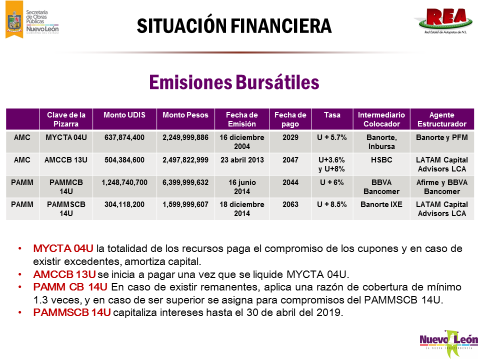 Secretaría
de Obras
Públicas
Nuevo León
SITUACIÓN FINANCIERA
REA
Red Estatal de Autopistas de N.L.
Emisiones Bursátiles
Clave de la Pizarra Monto UDIS Monto Pesos Fecha de Emisión Fecha de pago Tasa Intermediario Colocador Agente Estructurador
AMC MYCTA 04U 637,874,400 2,249,999,886 16 diciembre 2004 2029 U + 5.7% Banorte, Inbursa Banorte y PFM
AMC AMCCB 13U 504,384,600 2,497,822,999 23 abril 2013 2047 U+3.6% y U+8% HSBC LATAM Capital Advisors LCA
PAMM PAMMCB 14U 1,248,740,700 6,399,999,632 16 junio 2014 2044 U + 6% BBVA Bancomer Afirme y BBVA Bancomer
PAMM PAMMSCB 14U 304,118,200 1,599,999,564 18 diciembre 2014 2063 U + 8.5% Banorte IXE LATAM Capital Advisors LCA
• MYCTA 04U la totalidad de los recursos paga el compromiso de los cupones y en caso de
existir excedentes, amortiza capital.
• AMCCB 13U se inicia a pagar una vez que se liquide MYCTA 04U.
• PAMM CB 14U En caso de existir remanentes, aplica una razón de cobertura de mínimo
1.3 veces, y en caso de ser superior se asigna para compromisos del PAMMSCB 14U.
• PAMMSCB 14U capitaliza intereses hasta el 30 de abril del 2019.
Nuevo León